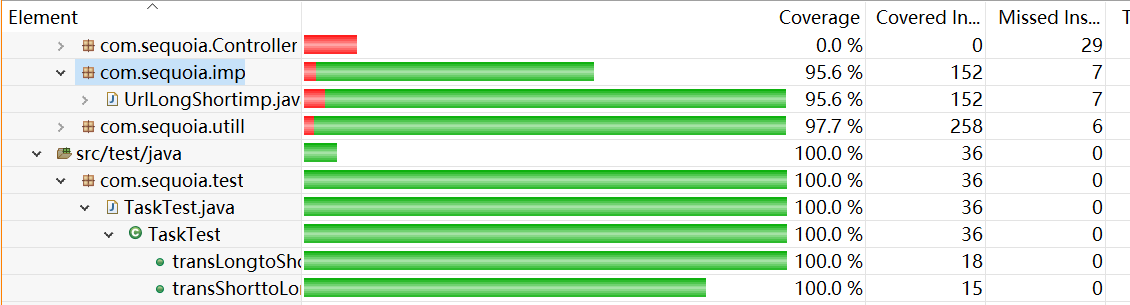 Element Coverage Covered In... Missed Ins... T
com.sequoia.Controller 0.0 % 0 29
com.sequoia.imp 95.6 % 152 7
UrlLongShortimp.jav 95.6 % 152 7
com.sequoia.utill 97.7 % 258 6
src/test/java 100.0 % 36 0
com.sequoia.test 100.0 % 36 0
TaskTest.java 100.0 % 36 0
TaskTest 100.0 % 36 0
transLongtoSho 100.0 % 18 0
transShorttoLo 100.0 % 15 0